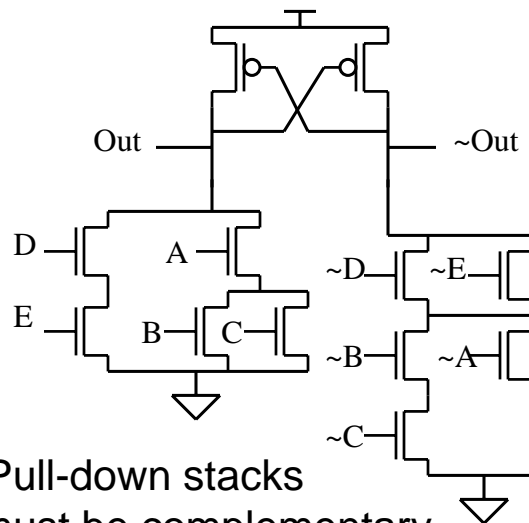 Out ~Out
D A ~D ~E
E B C ~B ~A
~C
Pull-down stacks
must be complementary